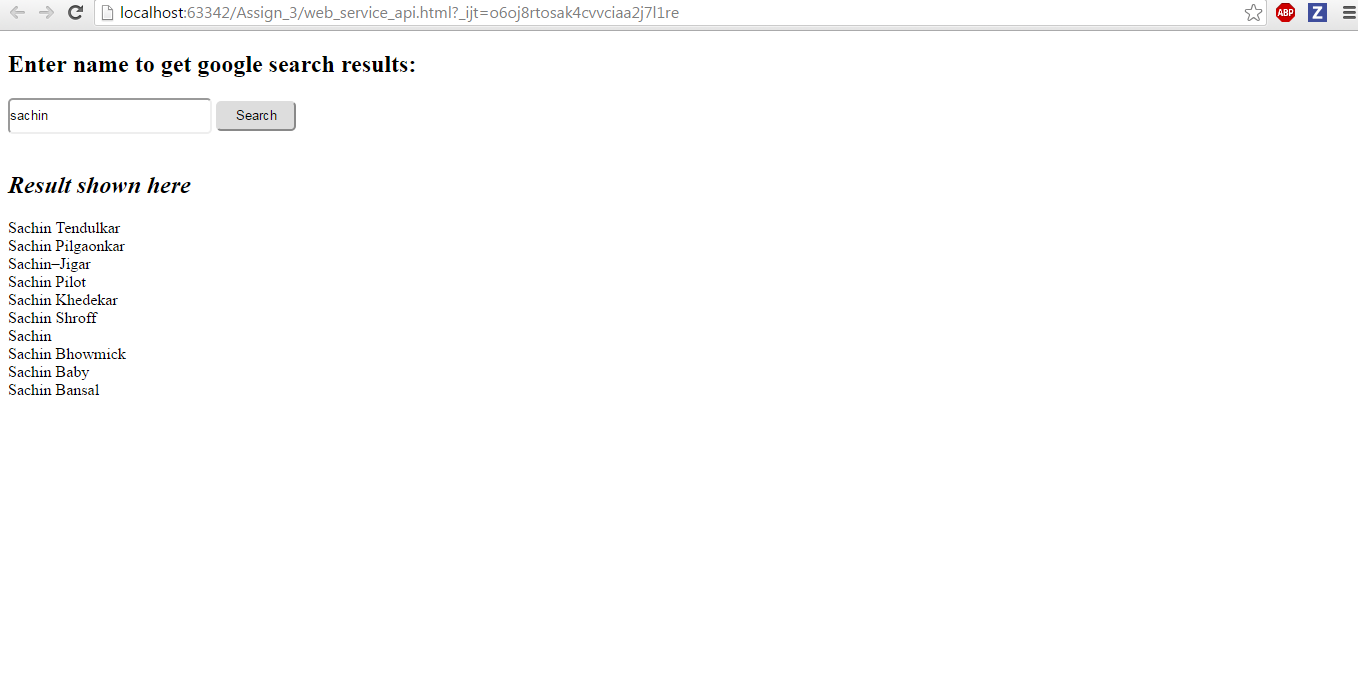 localhost:63342/Assign_3/web_service_api.html?_ijt=o6oj8rtosak4cvvciaa2j7l1re
ABP
Z
Enter name to get google search results:
sachin Search
Result shown here
Sachin Tendulkar
Sachin Pilgaonkar
Sachin–Jigar
Sachin Pilot
Sachin Khedekar
Sachin Shroff
Sachin
Sachin Bhowmick
Sachin Baby
Sachin Bansal